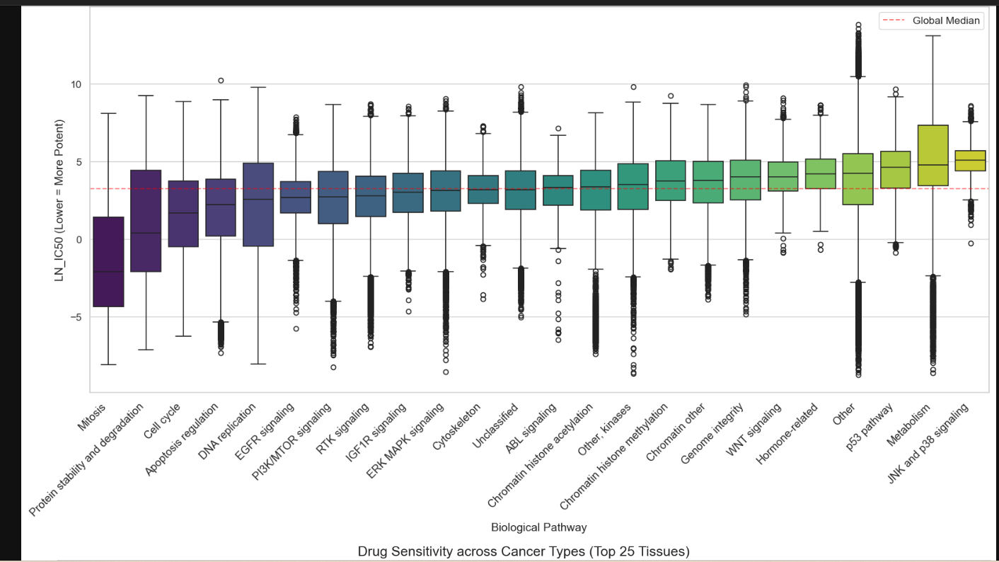 Global Median
10
5
0
−5
LN_IC50 (Lower = More Potent)
Mitosis
Protein stability and degradation
Cell cycle
Apoptosis regulation
DNA replication
EGFR signaling
PI3K/MTOR signaling
RTK signaling
IGF1R signaling
ERK MAPK signaling
Cytoskeleton
Unclassified
ABL signaling
Chromatin histone acetylation
Other, kinases
Chromatin histone methylation
Chromatin other
Genome integrity
WNT signaling
Hormone-related
Other
p53 pathway
Metabolism
JNK and p38 signaling
Biological Pathway
Drug Sensitivity across Cancer Types (Top 25 Tissues)